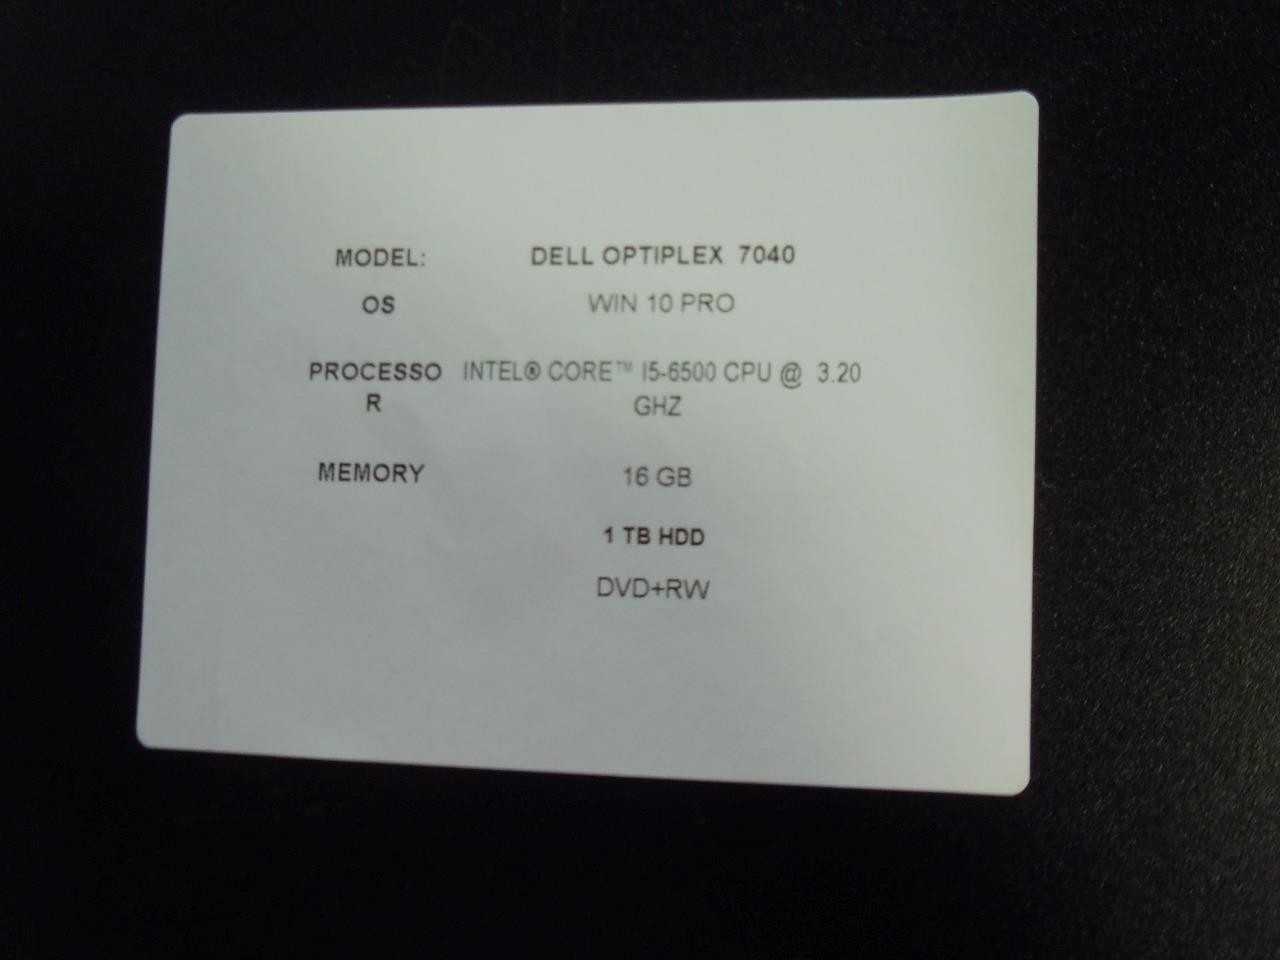 MODEL: DELL OPTIPLEX 7040
OS WIN 10 PRO
PROCESSO INTEL® CORE™ I5-6500 CPU @ 3.20
R GHZ
MEMORY 16 GB
1 TB HDD
DVD+RW